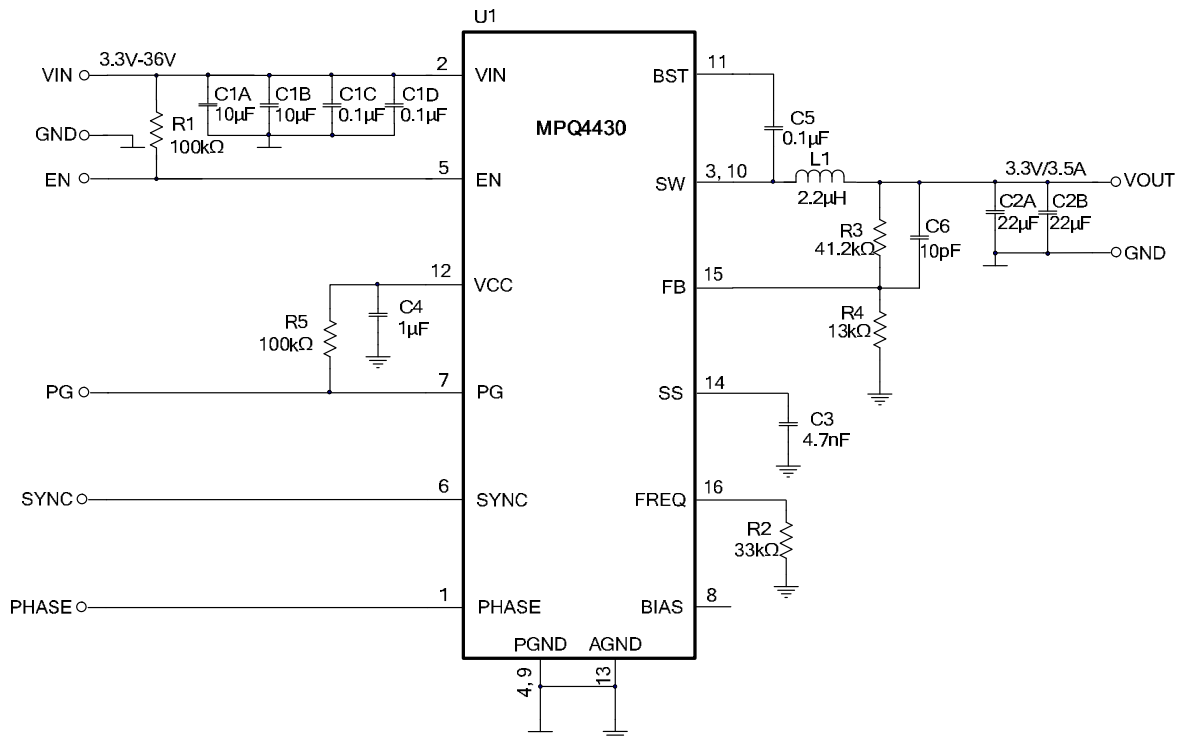 U1
3.3V-36V
VIN
2
VIN
C1A
10µF
C1B
10µF
C1C
0.1µF
C1D
0.1µF
GND
R1
100kΩ
EN
5
EN
MPQ4430
BST
11
C5
0.1µF
SW
3, 10
L1
2.2µH
3.3V/3.5A
VOUT
C2A
22µF
C2B
22µF
GND
R3
41.2kΩ
C6
10pF
FB
15
R4
13kΩ
12
VCC
C4
1µF
R5
100kΩ
PG
7
PG
SS
14
C3
4.7nF
SYNC
6
SYNC
FREQ
16
R2
33kΩ
PHASE
1
PHASE
BIAS
8
PGND
AGND
4, 9
13